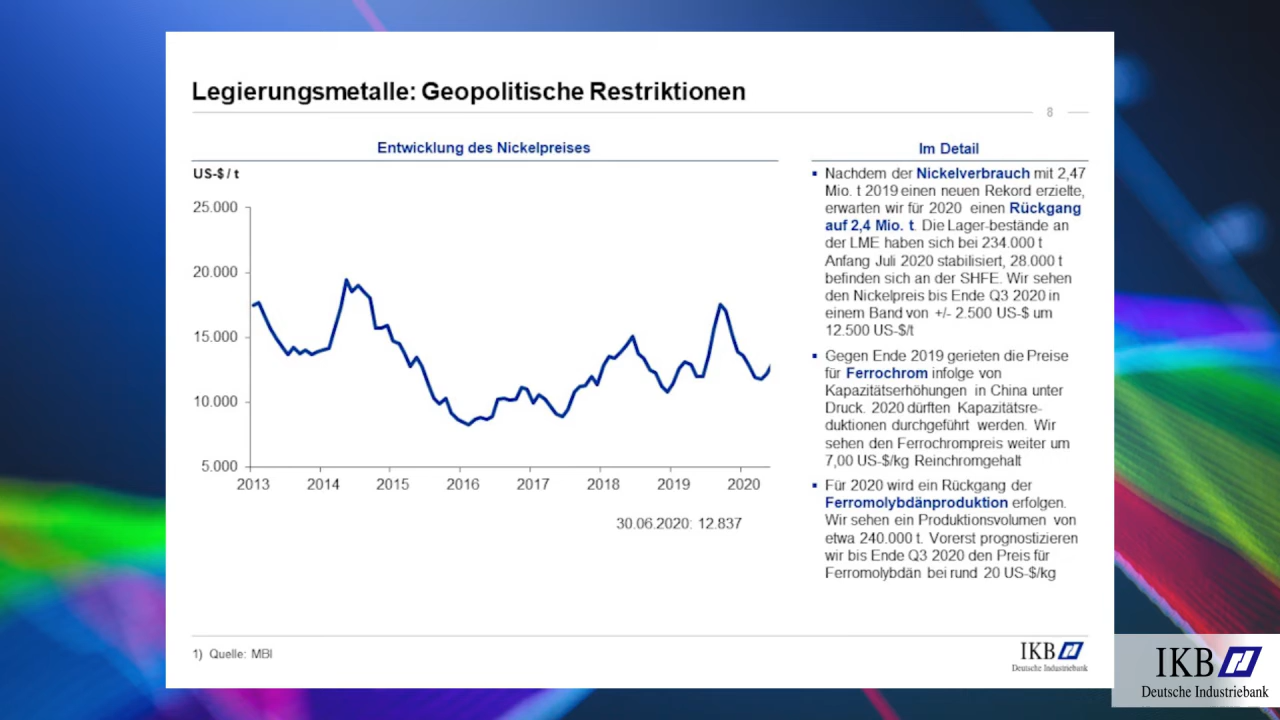 Legierungsmetalle: Geopolitische Restriktionen
8
Entwicklung des Nickelpreises
US-$ / t
25.000
20.000
15.000
10.000
5.000
2013 2014 2015 2016 2017 2018 2019 2020
30.06.2020: 12.837
Im Detail
▪ Nachdem der Nickelverbrauch mit 2,47
Mio. t 2019 einen neuen Rekord erzielte,
erwarten wir für 2020 einen Rückgang
auf 2,4 Mio. t. Die Lager-bestände an
der LME haben sich bei 234.000 t
Anfang Juli 2020 stabilisiert, 28.000 t
befinden sich an der SHFE. Wir sehen
den Nickelpreis bis Ende Q3 2020 in
einem Band von +/- 2.500 US-$ um
12.500 US-$/t
▪ Gegen Ende 2019 gerieten die Preise
für Ferrochrom infolge von
Kapazitätserhöhungen in China unter
Druck. 2020 dürften Kapazitätsre-
duktionen durchgeführt werden. Wir
sehen den Ferrochrompreis weiter um
7,00 US-$/kg Reinchromgehalt
▪ Für 2020 wird ein Rückgang der
Ferromolybdänproduktion erfolgen.
Wir sehen ein Produktionsvolumen von
etwa 240.000 t. Vorerst prognostizieren
wir bis Ende Q3 2020 den Preis für
Ferromolybdän bei rund 20 US-$/kg
1) Quelle: MBI
IKB
Deutsche Industriebank
IKB
Deutsche Industriebank